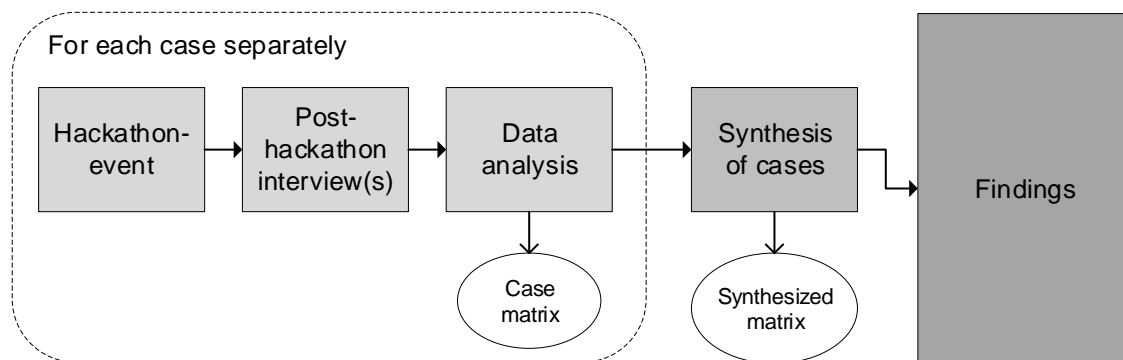 For each case separately
Hackathon-
event
Post-
hackathon
interview(s)
Data
analysis
Synthesis
of cases
Findings
Case
matrix
Synthesized
matrix